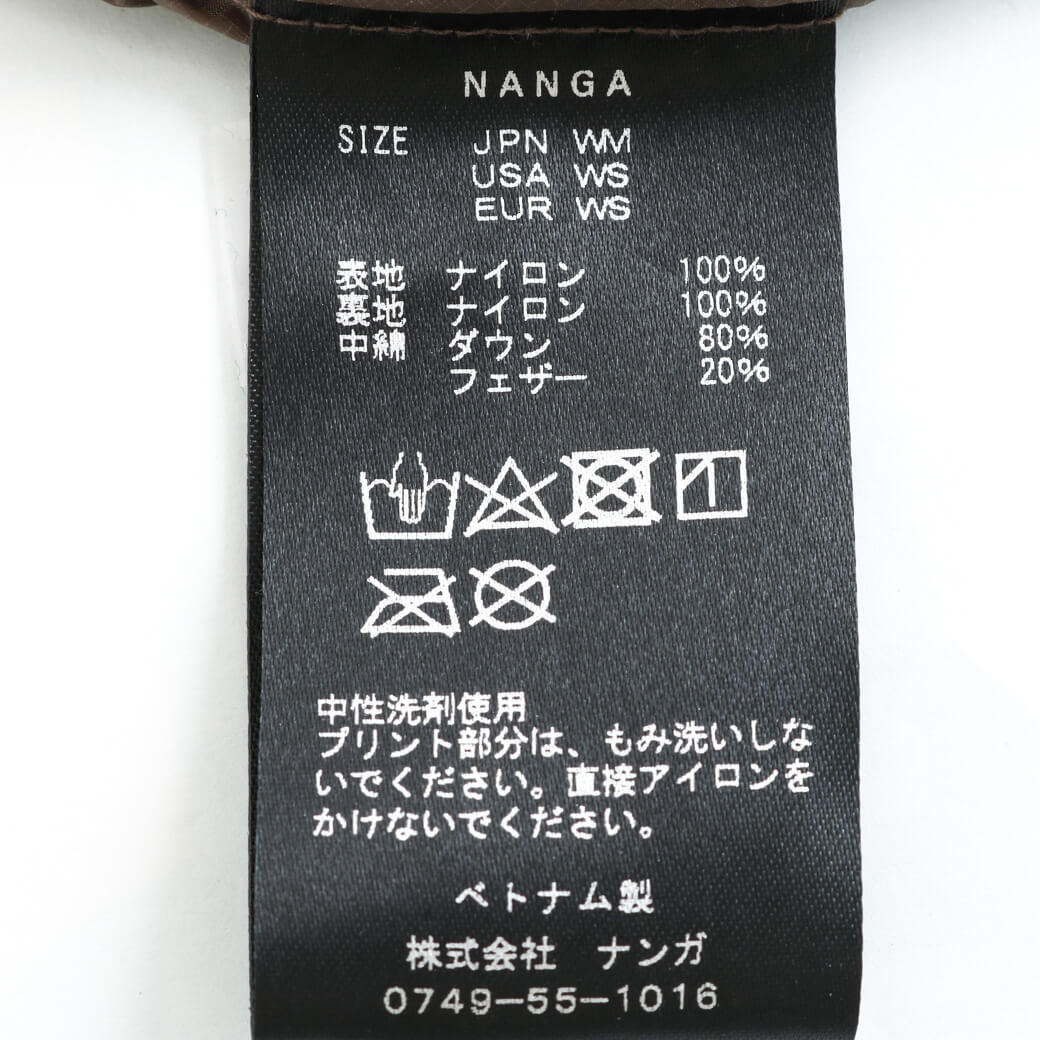 NANGA
SIZE JPN WM
USA WS
EUR WS
表地 ナイロン 100%
裏地 ナイロン 100%
中綿 ダウン 80%
フェザー 20%
中性洗剤使用
プリント部分は、もみ洗いしな
いでください。直接アイロンを
かけないでください。
ベトナム製
株式会社 ナンガ
0749-55-1016